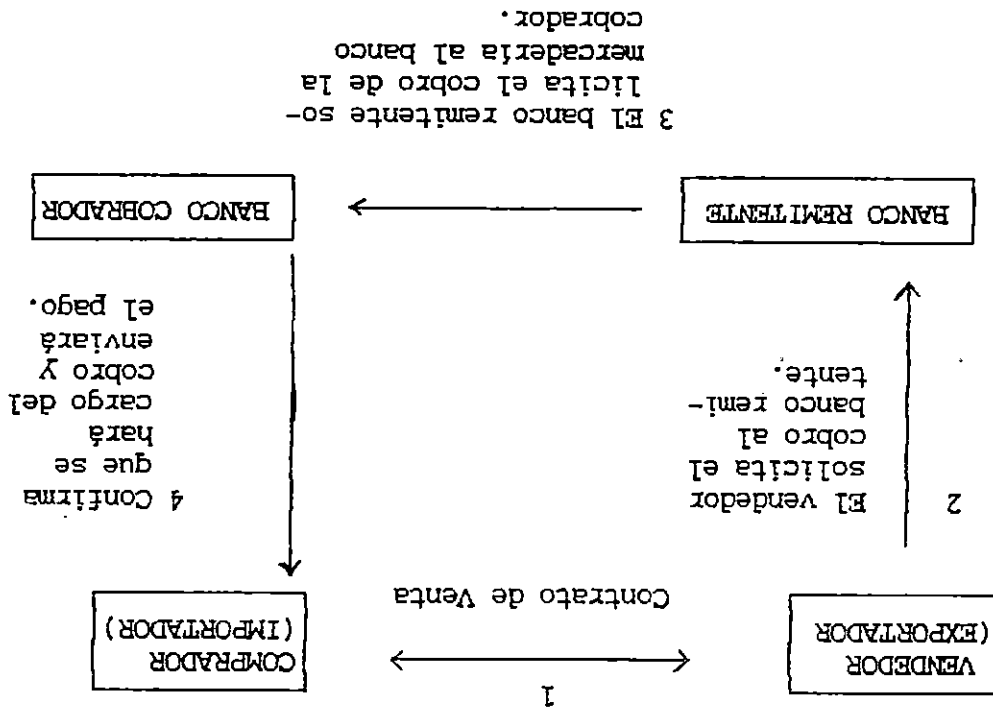 1
VENDEDOR
(EXPORTADOR
COMPRADOR
(IMPORTADOR)
Contrato de Venta
2 El vendedor
solicita el
cobro al
banco remi-
tente.
4 Confirma
que se
hará
cargo del
cobro y
enviará
el pago.
BANCO REMITENTE
BANCO COBRADOR
3 El banco remitente so-
licita el cobro de la
mercadería al banco
cobrador.